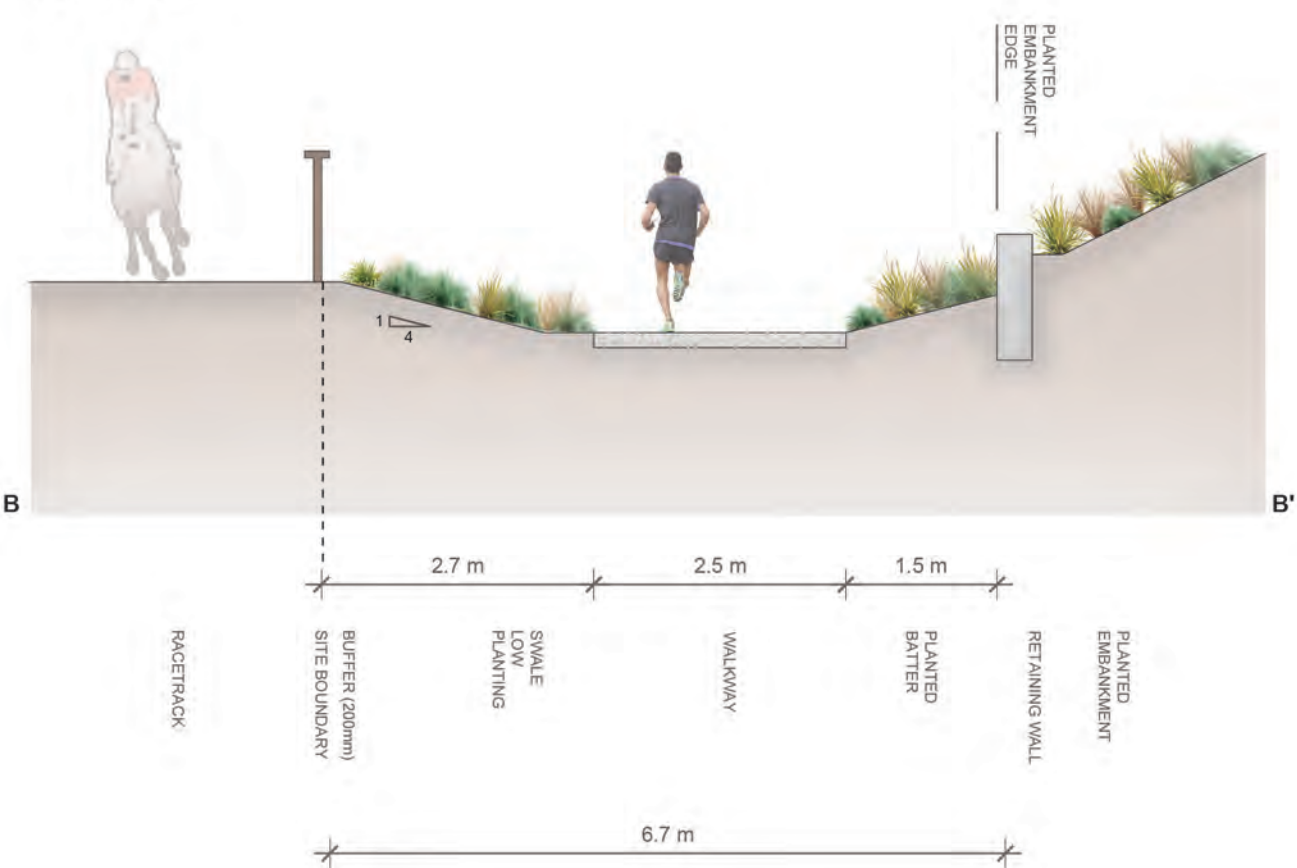 PLANTED
EMBANKMENT
EDGE
1
4
B
B'
2.7 m
2.5 m
1.5 m
RACETRACK
BUFFER (200mm)
SITE BOUNDARY
SWALE
LOW
PLANTING
WALKWAY
PLANTED
BATTER
RETAINING WALL
PLANTED
EMBANKMENT
6.7 m